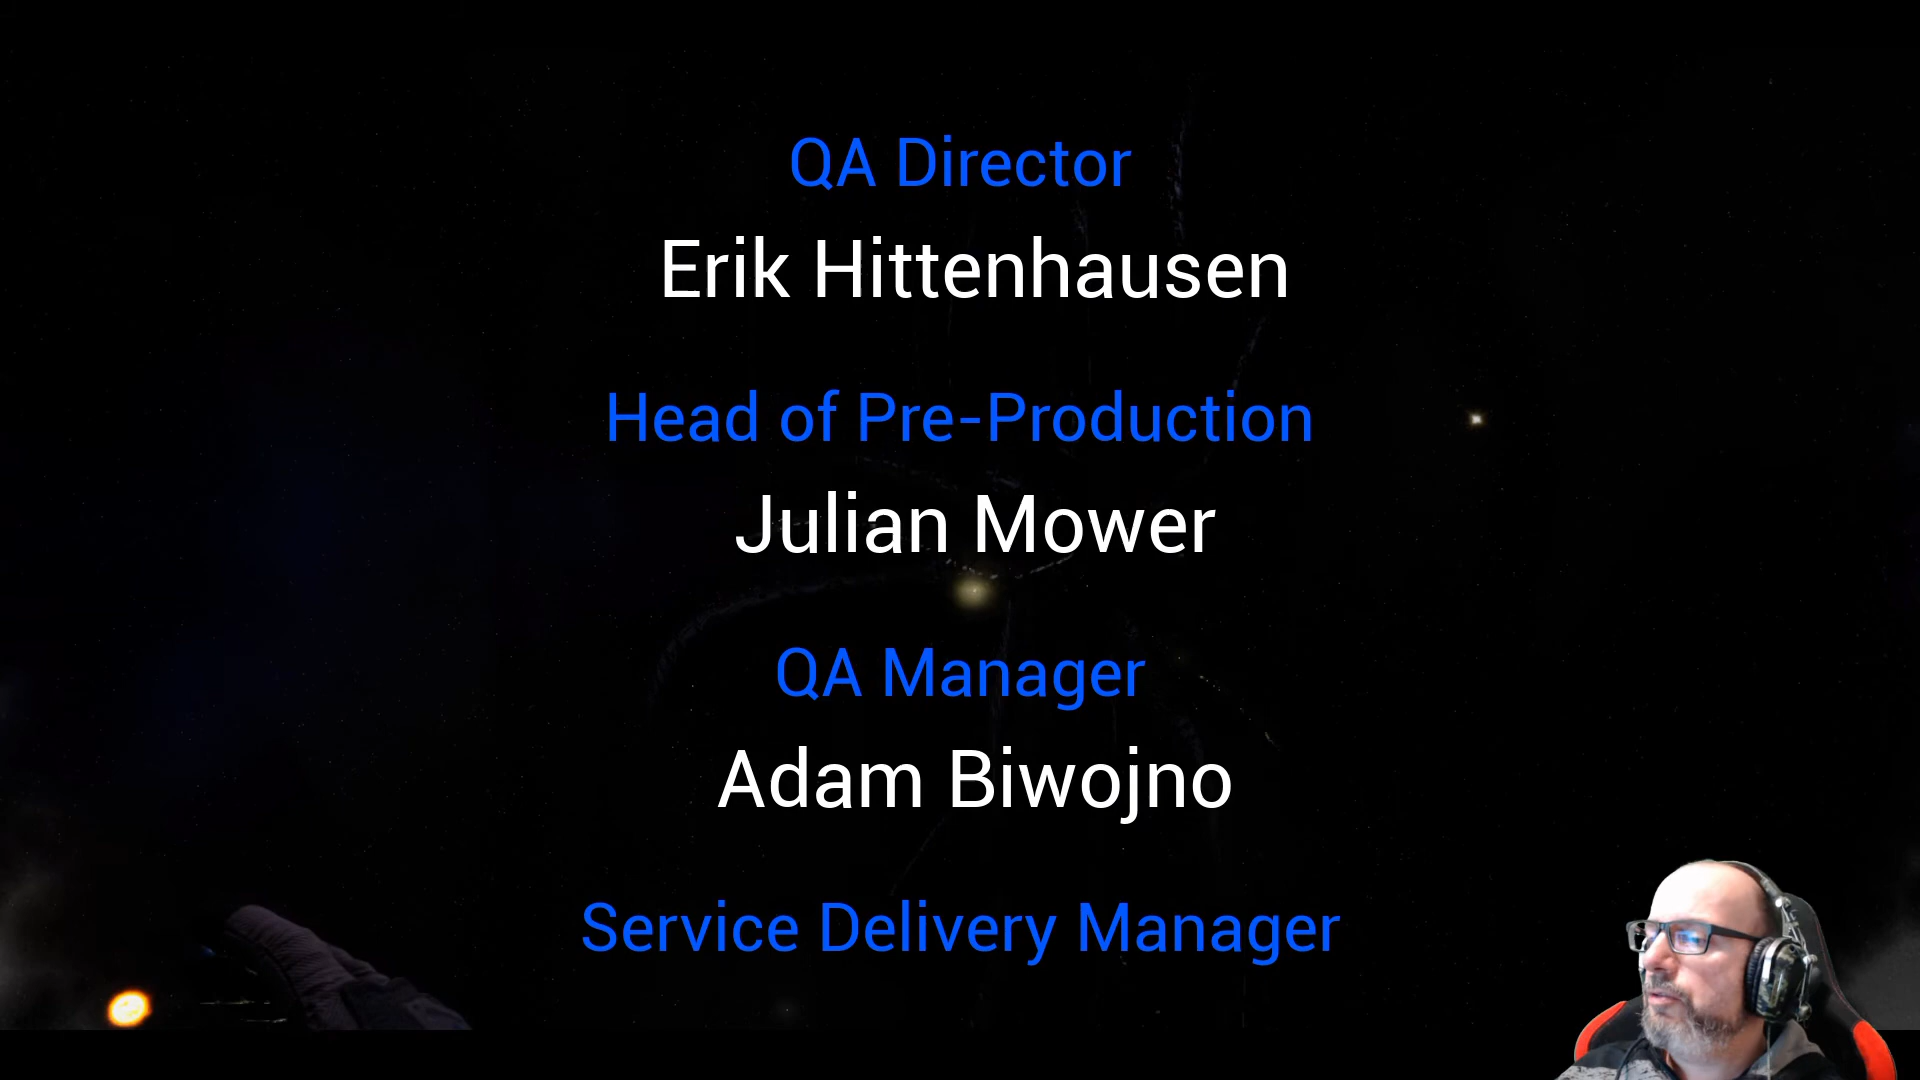 QA Director
Erik Hittenhausen
Head of Pre-Production
Julian Mower
QA Manager
Adam Biwojno
Service Delivery Manager